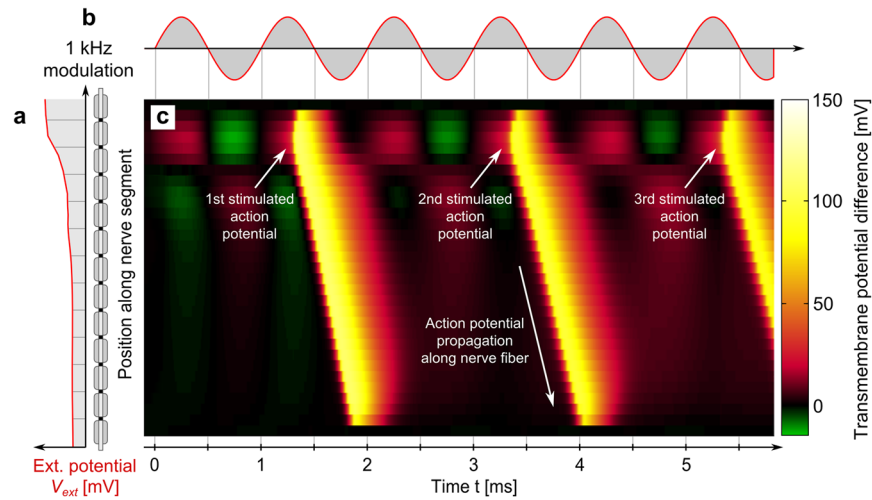 b
1 kHz
modulation
a
Position along nerve segment
Ext. potential
V_ext [mV]
c
1st stimulated
action
potential
2nd stimulated
action
potential
3rd stimulated
action
potential
Action potential
propagation
along nerve fiber
0 1 2 3 4 5
Time t [ms]
150
100
50
0
Transmembrane potential difference [mV]